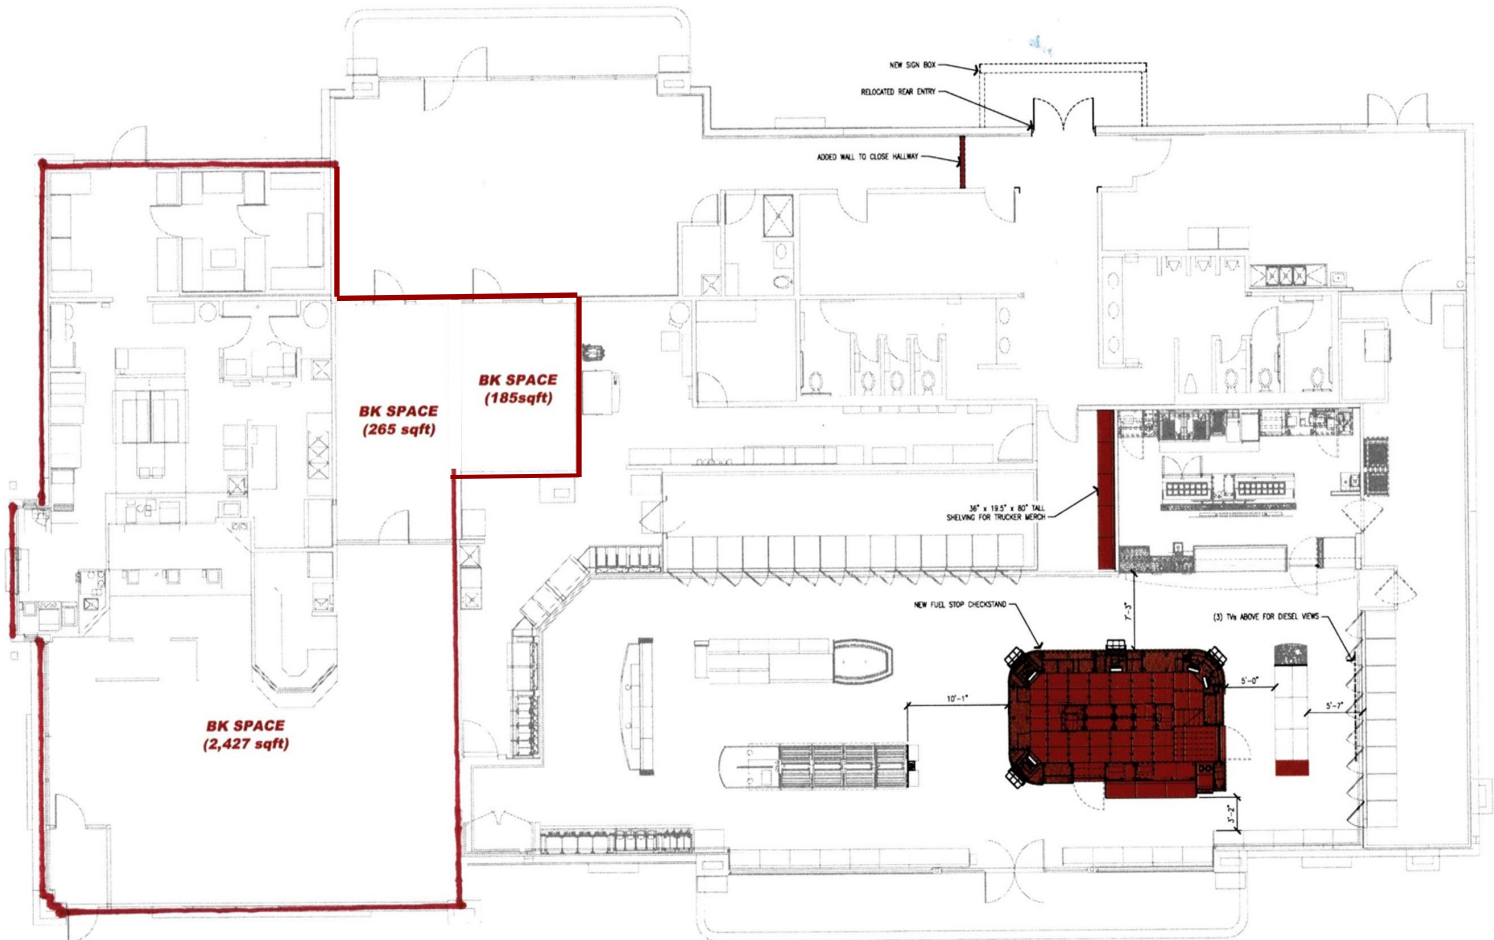 NEW SIGN BOX
RELOCATED REAR ENTRY
ADDED WALL TO CLOSE HALLWAY
BK SPACE
(185sqft)
BK SPACE
(265 sqft)
36" x 19.5" x 80" TALL
SHELVING FOR TRUCKER MERCH
NEW FUEL STOP CHECKSTAND
7'-3"
(3) TVs ABOVE FOR DIESEL VIEWS
5'-0"
10'-1"
5'-7"
BK SPACE
(2,427 sqft)